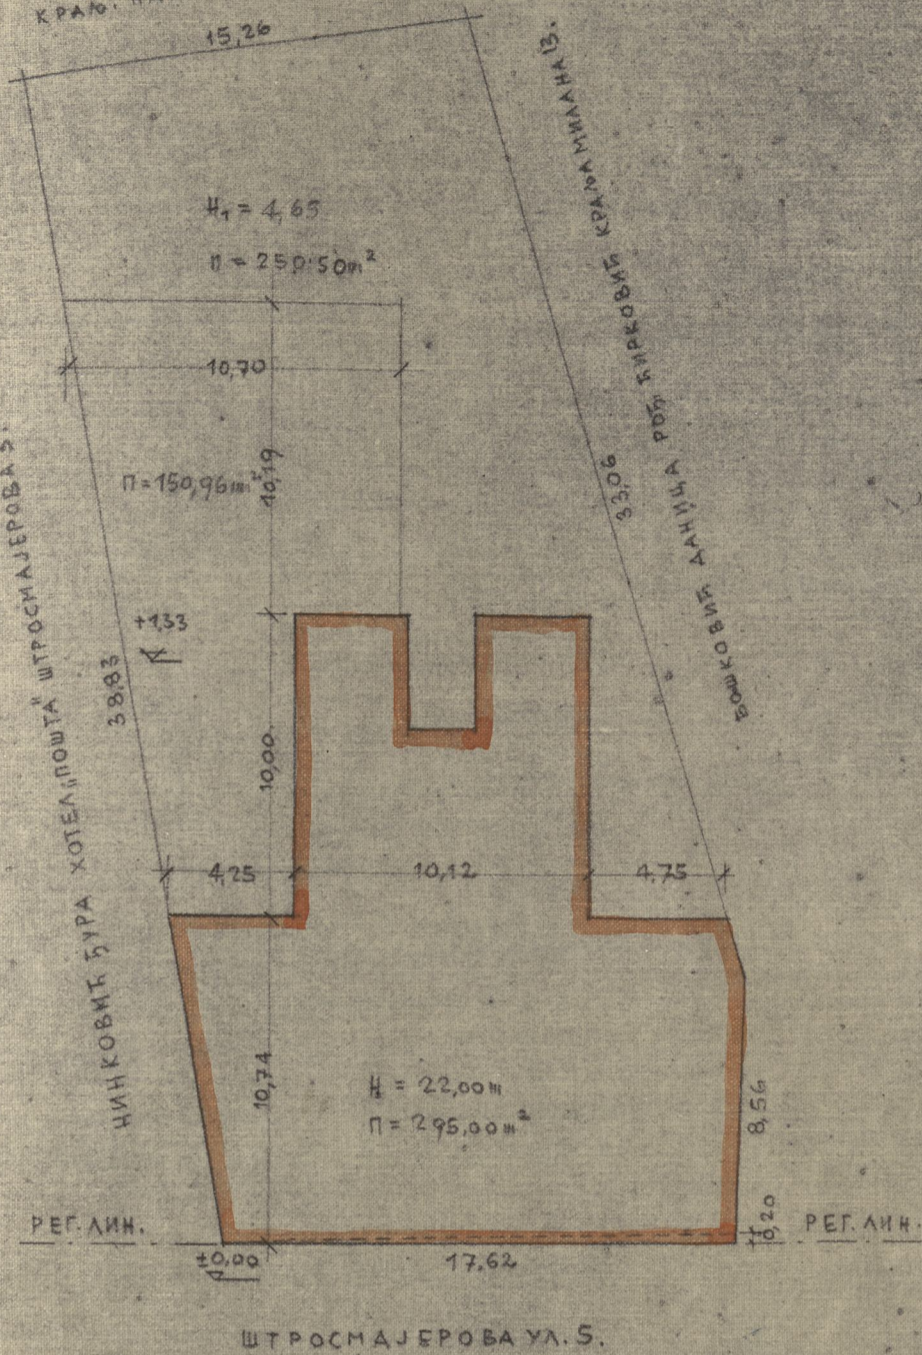 КРАЉ.
15,26
H₁ = 4,65
П = 250.50m²
10,70
10,19
П = 150,96m²
+1,33
38,83
33,06
БОШКОВИЋ ДАНИЦА РОЂ. ЋИРКОВИЋ КРАЉА МИЛАНА 13.
ЦИНКОВИЋ ЂУРА ХОТЕЛ „ПОШТА" ШТРОСМАЈЕРОВА 5.
10,00
4,25
10,12
4,75
10,74
H = 22,00m
П = 295,00m²
8,56
0,20
РЕГ. ЛИН.
РЕГ. ЛИН.
±0,00
17,62
ШТРОСМАЈЕРОВА УЛ. 5.